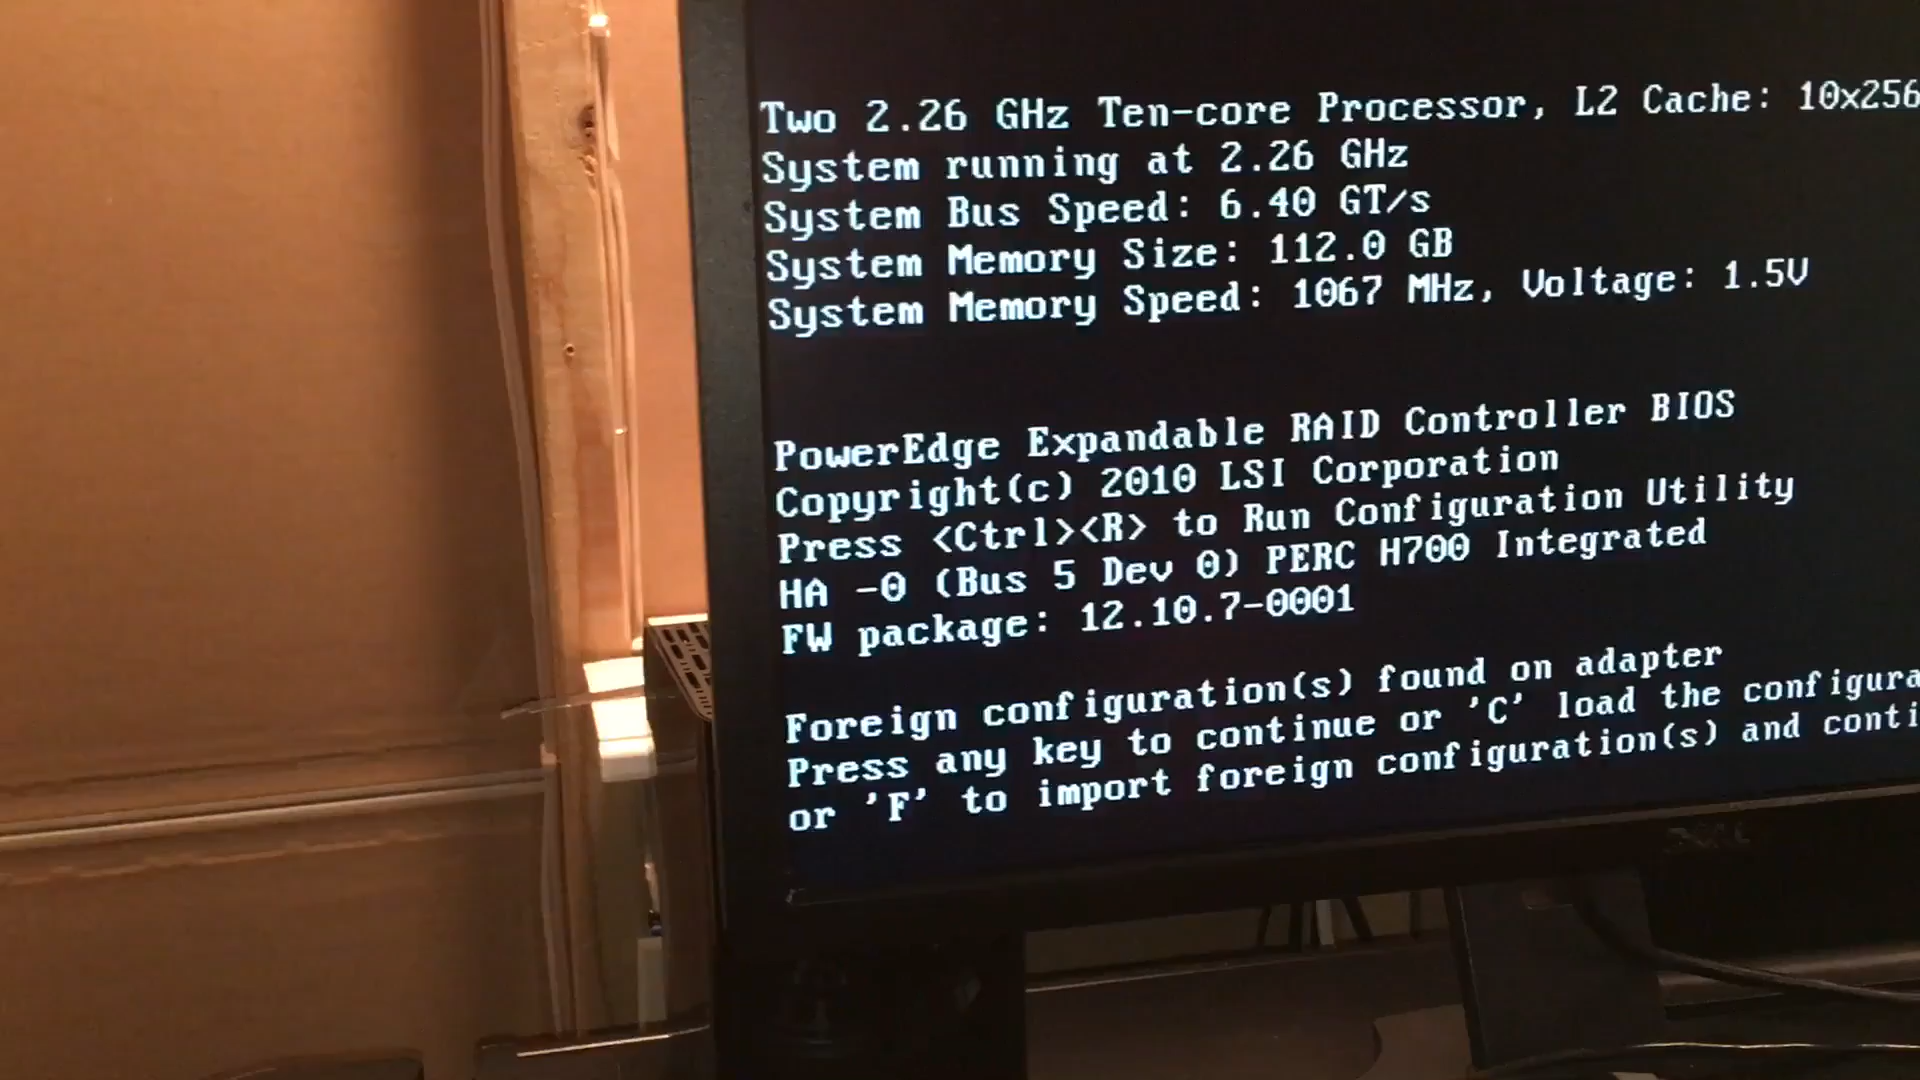 Two 2.26 GHz Ten-core Processor, L2 Cache: 10x256
System running at 2.26 GHz
System Bus Speed: 6.40 GT/s
System Memory Size: 112.0 GB
System Memory Speed: 1067 MHz, Voltage: 1.5V
PowerEdge Expandable RAID Controller BIOS
Copyright(c) 2010 LSI Corporation
Press <Ctrl><R> to Run Configuration Utility
HA -0 (Bus 5 Dev 0) PERC H700 Integrated
FW package: 12.10.7-0001
Foreign configuration(s) found on adapter
Press any key to continue or 'C' load the configura
or 'F' to import foreign configuration(s) and conti